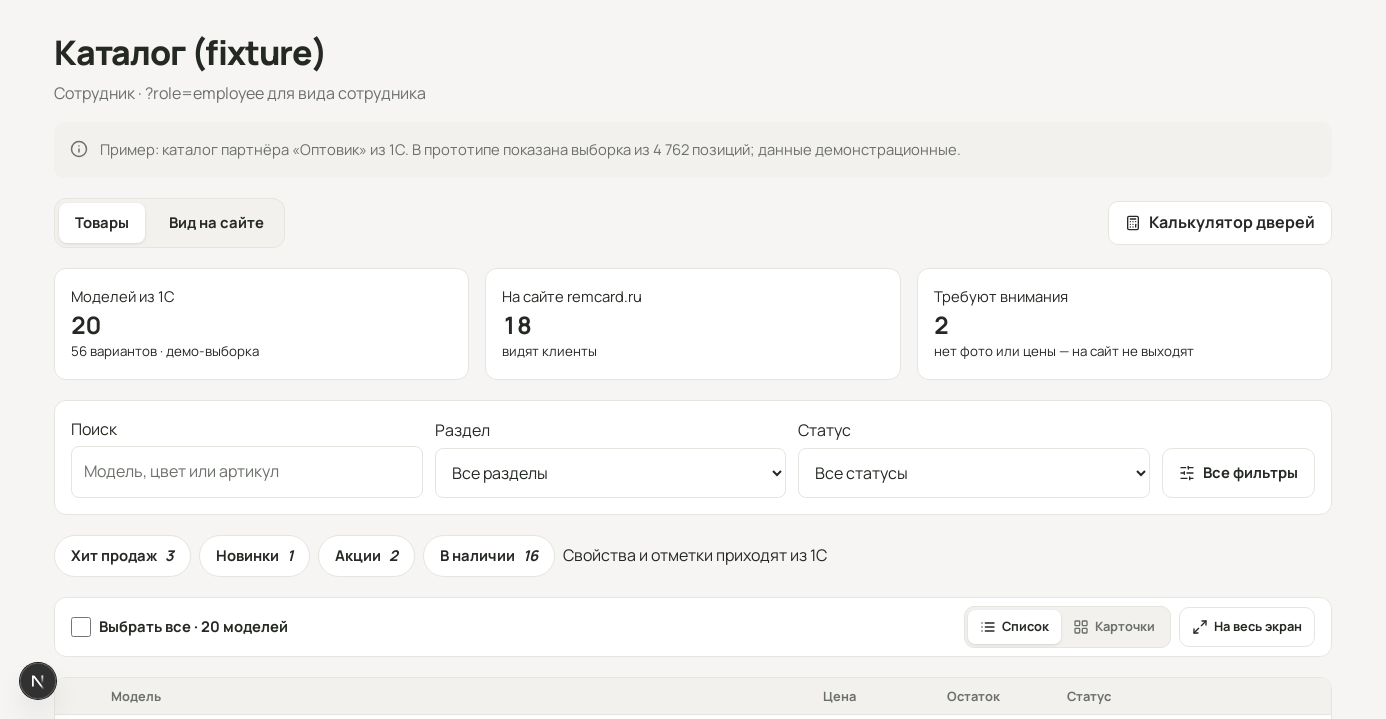 Каталог (fixture)
Сотрудник · ?role=employee для вида сотрудника
Пример: каталог партнёра «Оптовик» из 1С. В прототипе показана выборка из 4 762 позиций; данные демонстрационные.
Товары Вид на сайте Калькулятор дверей
Моделей из 1С
20
56 вариантов · демо-выборка
На сайте remcard.ru
18
видят клиенты
Требуют внимания
2
нет фото или цены — на сайт не выходят
Поиск
Модель, цвет или артикул
Раздел
Все разделы
Статус
Все статусы
Все фильтры
Хит продаж 3 Новинки 1 Акции 2 В наличии 16 Свойства и отметки приходят из 1С
Выбрать все · 20 моделей Список Карточки На весь экран
N
Модель Цена Остаток Статус